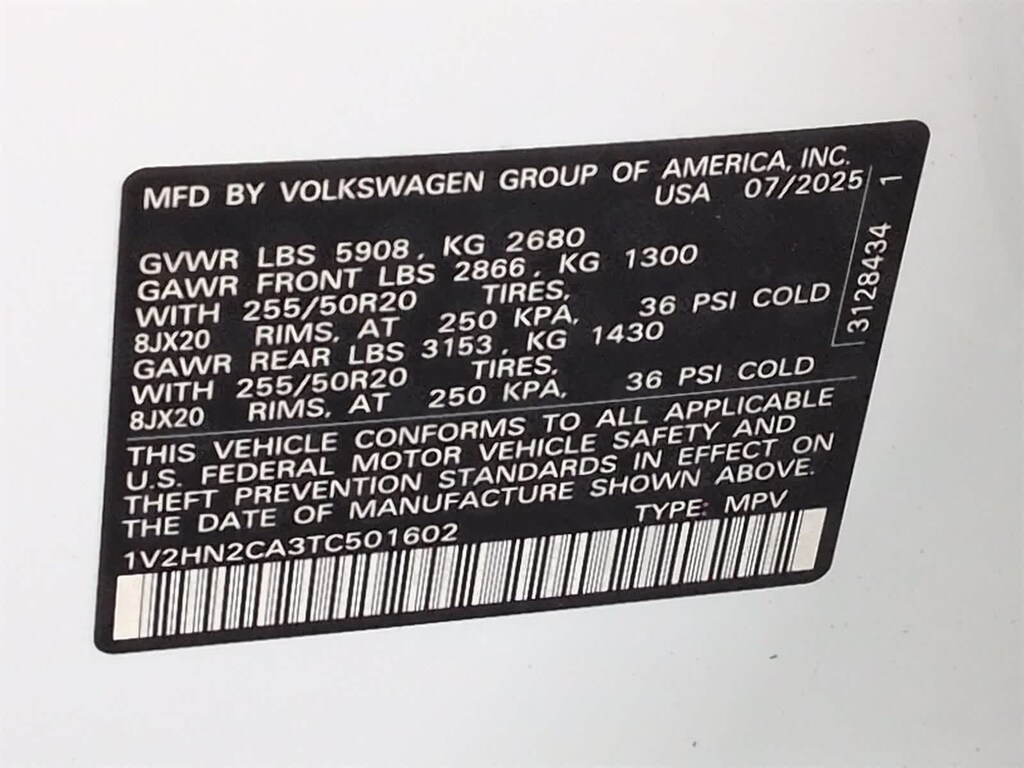 MFD BY VOLKSWAGEN GROUP OF AMERICA, INC.
USA 07/2025
GVWR LBS 5908, KG 2680
GAWR FRONT LBS 2866, KG 1300
WITH 255/50R20 TIRES,
8JX20 RIMS, AT 250 KPA, 36 PSI COLD
GAWR REAR LBS 3153, KG 1430
WITH 255/50R20 TIRES,
8JX20 RIMS, AT 250 KPA, 36 PSI COLD
3128434 1
THIS VEHICLE CONFORMS TO ALL APPLICABLE
U.S. FEDERAL MOTOR VEHICLE SAFETY AND
THEFT PREVENTION STANDARDS IN EFFECT ON
THE DATE OF MANUFACTURE SHOWN ABOVE.
TYPE: MPV
1V2HN2CA3TC501602